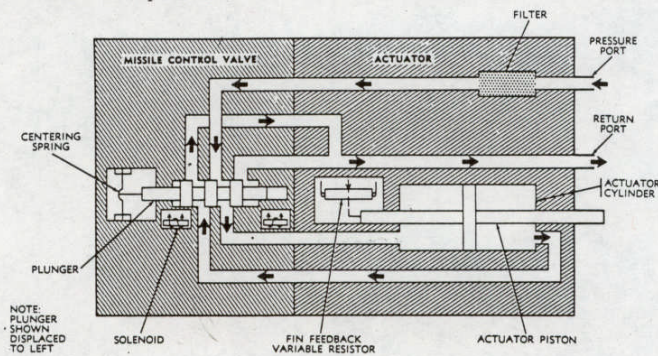 FILTER
MISSILE CONTROL VALVE
ACTUATOR
PRESSURE
PORT
CENTERING
SPRING
RETURN
PORT
ACTUATOR
CYLINDER
PLUNGER
NOTE:
PLUNGER
SHOWN
DISPLACED
TO LEFT
SOLENOID
FIN FEEDBACK
VARIABLE RESISTOR
ACTUATOR PISTON